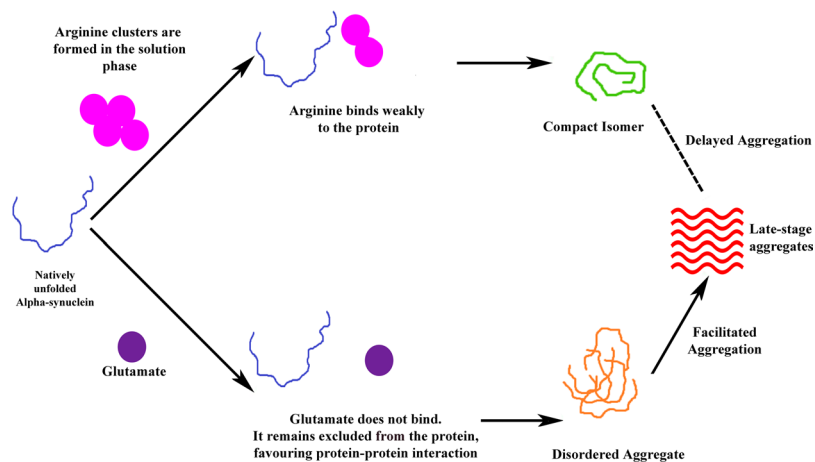 Arginine clusters are
formed in the solution
phase
Arginine binds weakly
to the protein
Compact Isomer
Delayed Aggregation
Natively
unfolded
Alpha-synuclein
Late-stage
aggregates
Glutamate
Facilitated
Aggregation
Glutamate does not bind.
It remains excluded from the protein,
favouring protein-protein interaction
Disordered Aggregate